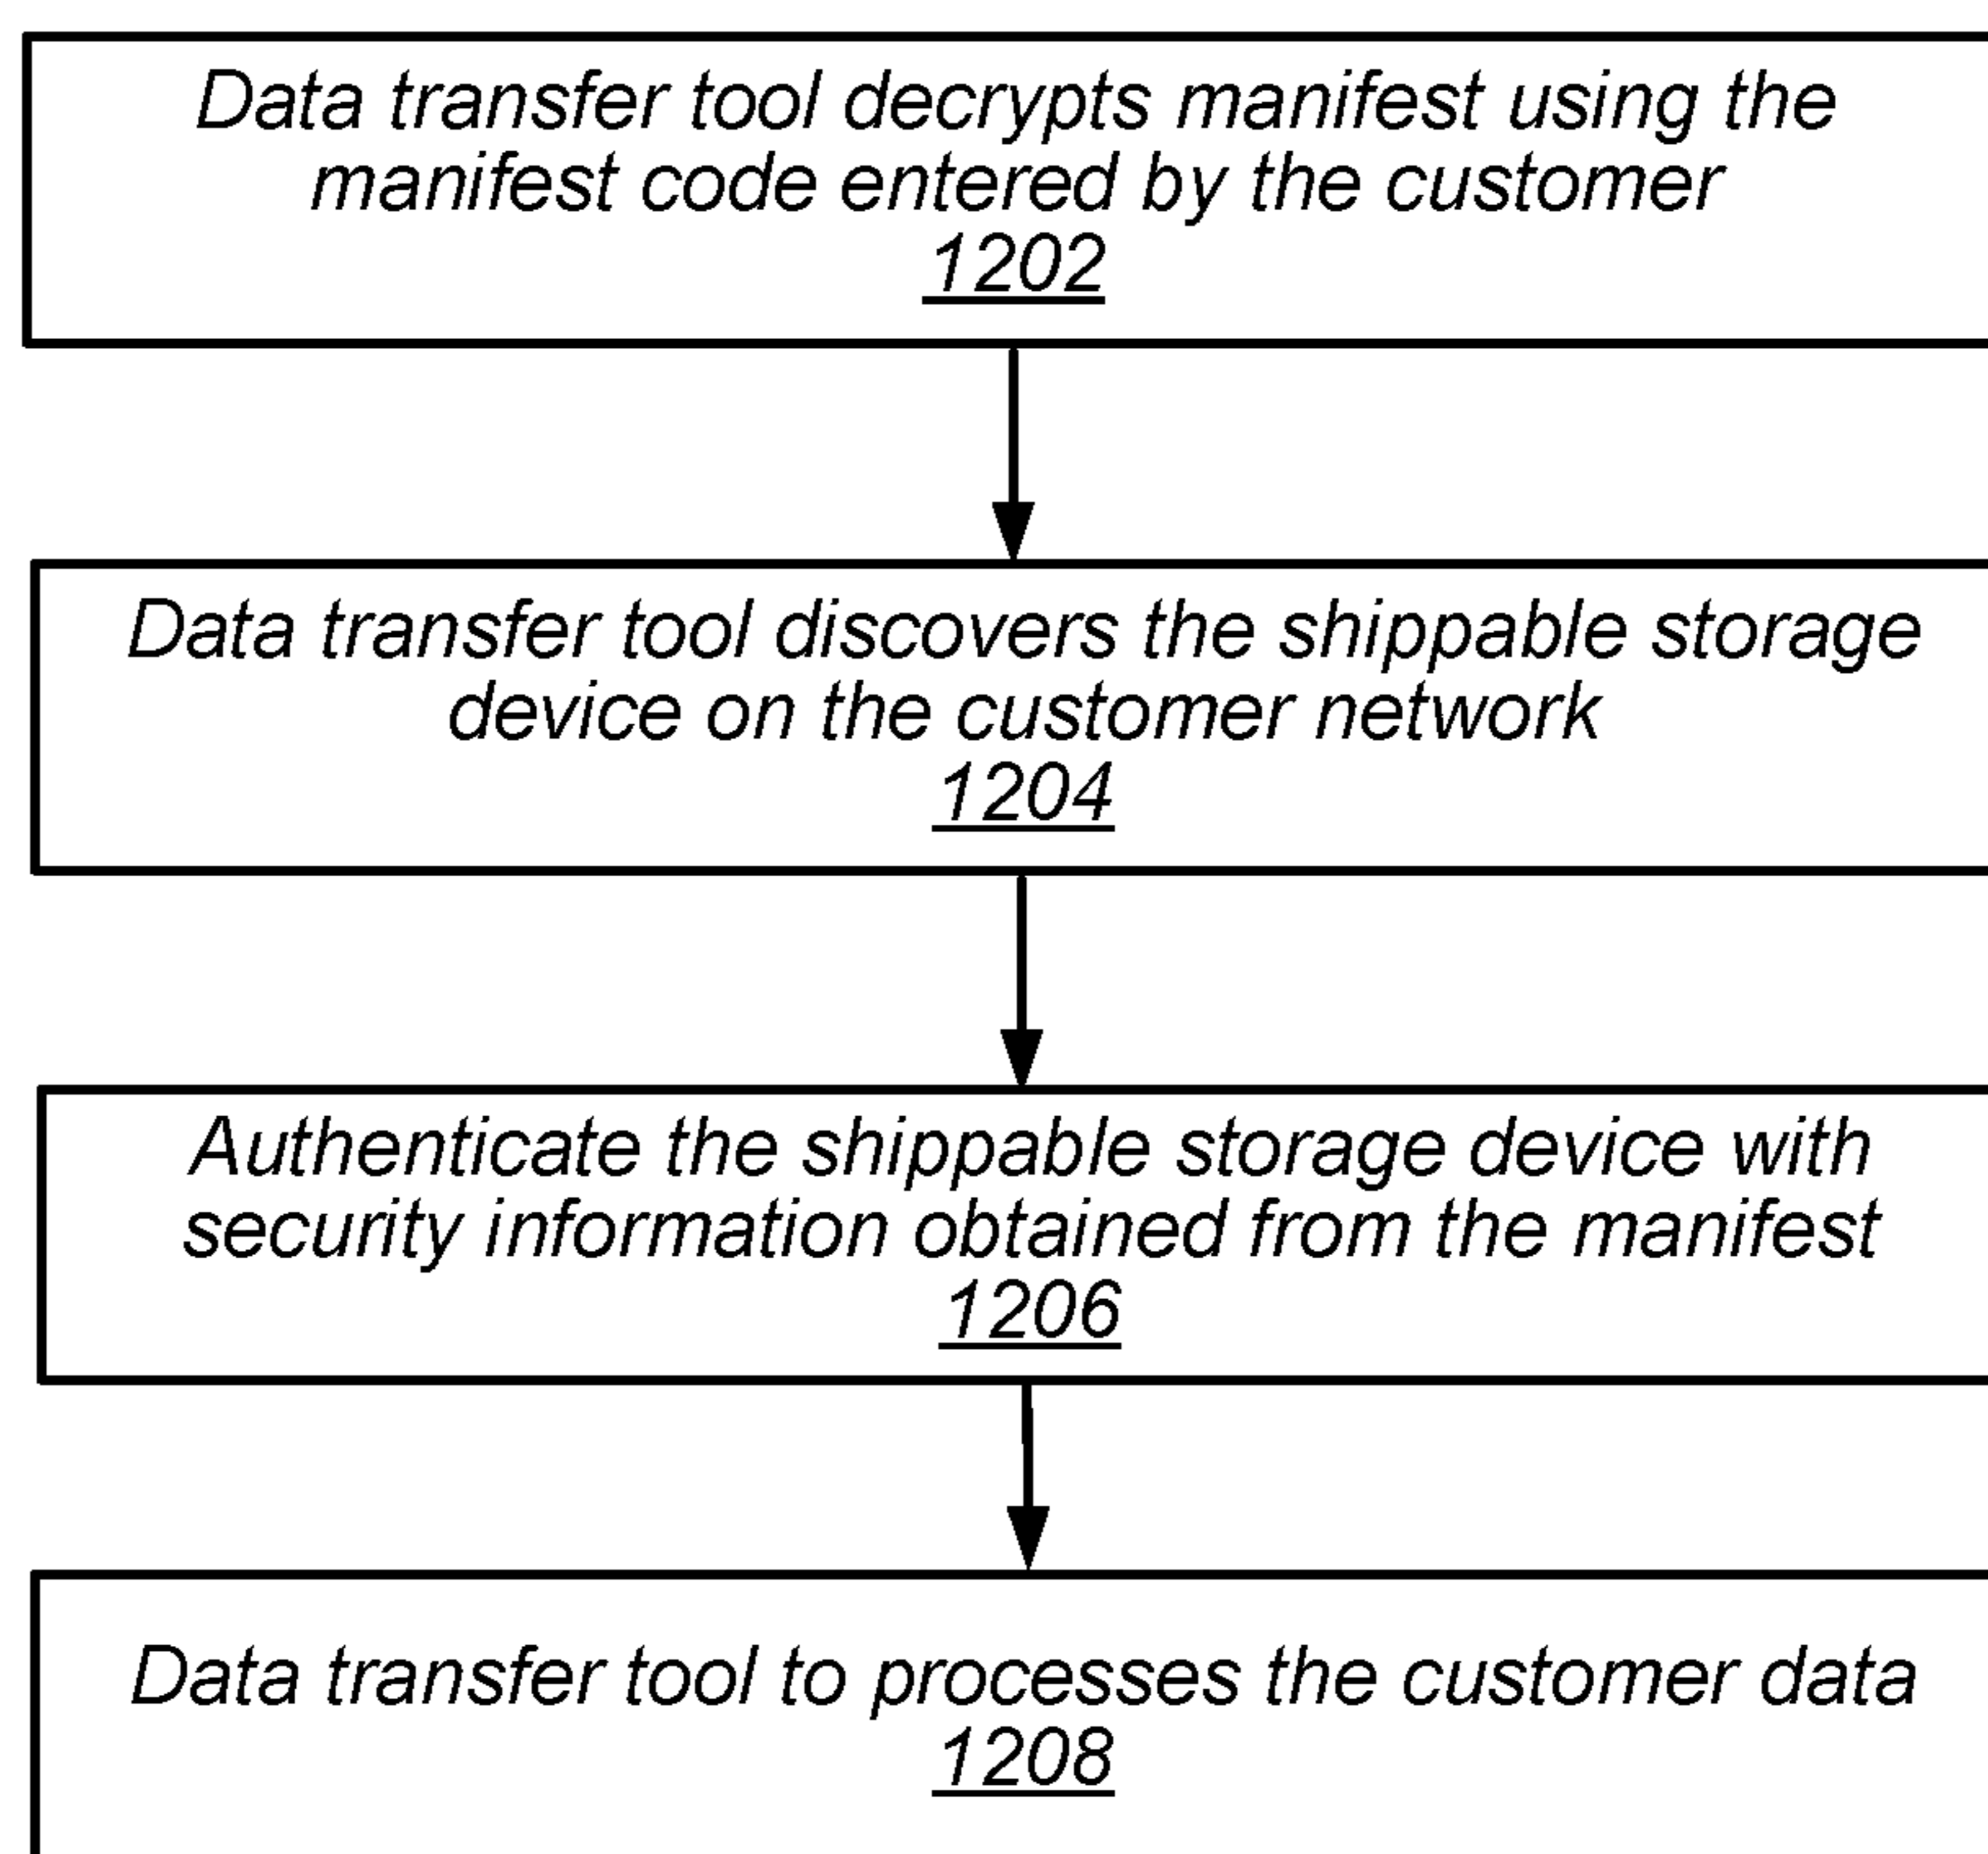 Data transfer tool decrypts manifest using the
manifest code entered by the customer
1202
Data transfer tool discovers the shippable storage
device on the customer network
1204
Authenticate the shippable storage device with
security information obtained from the manifest
1206
Data transfer tool to processes the customer data
1208